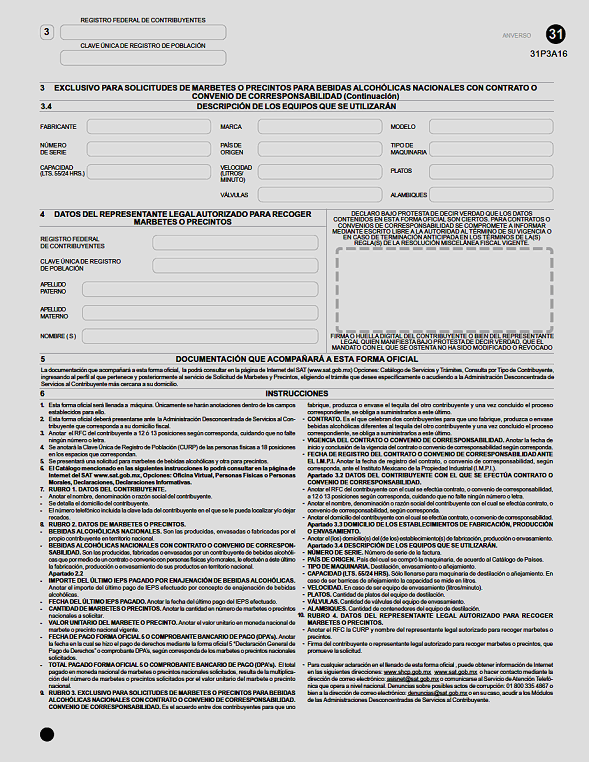 REGISTRO FEDERAL DE CONTRIBUYENTES
3
CLAVE ÚNICA DE REGISTRO DE POBLACIÓN
ANVERSO 31
31P3A16
3 EXCLUSIVO PARA SOLICITUDES DE MARBETES O PRECINTOS PARA BEBIDAS ALCOHÓLICAS NACIONALES CON CONTRATO O
CONVENIO DE CORRESPONSABILIDAD (Continuación)
3.4 DESCRIPCIÓN DE LOS EQUIPOS QUE SE UTILIZARÁN
FABRICANTE MARCA MODELO
NÚMERO DE SERIE PAÍS DE ORIGEN TIPO DE MAQUINARIA
CAPACIDAD (LTS. 55/24 HRS.) VELOCIDAD (LITROS/ MINUTO) PLATOS
VÁLVULAS ALAMBIQUES
4 DATOS DEL REPRESENTANTE LEGAL AUTORIZADO PARA RECOGER
MARBETES O PRECINTOS
REGISTRO FEDERAL
DE CONTRIBUYENTES
CLAVE ÚNICA DE REGISTRO
DE POBLACIÓN
APELLIDO
PATERNO
APELLIDO
MATERNO
NOMBRE ( S )
DECLARO BAJO PROTESTA DE DECIR VERDAD QUE LOS DATOS
CONTENIDOS EN ESTA FORMA OFICIAL SON CIERTOS. PARA CONTRATOS O
CONVENIOS DE CORRESPONSABILIDAD SE COMPROMETE A INFORMAR
MEDIANTE ESCRITO LIBRE A LA AUTORIDAD AL TÉRMINO DE SU VIGENCIA O
EN CASO DE TERMINACIÓN ANTICIPADA EN LOS TÉRMINOS DE LA(S)
REGLA(S) DE LA RESOLUCIÓN MISCELÁNEA FISCAL VIGENTE.
FIRMA O HUELLA DIGITAL DEL CONTRIBUYENTE O BIEN DEL REPRESENTANTE
LEGAL QUIEN MANIFIESTA BAJO PROTESTA DE DECIR VERDAD, QUE EL
MANDATO CON EL QUE SE OSTENTA NO HA SIDO MODIFICADO O REVOCADO
5 DOCUMENTACIÓN QUE ACOMPAÑARÁ A ESTA FORMA OFICIAL
La documentación que acompañará a esta forma oficial, la podrá consultar en la página de Internet del SAT (www.sat.gob.mx) Opciones: Catálogo de Servicios y Trámites, Consulta por Tipo de Contribuyente,
ingresando al perfil al que pertenece y posteriormente al servicio de Solicitud de Marbetes y Precintos, eligiendo el trámite que desee específicamente o acudiendo a la Administración Desconcentrada de
Servicios al Contribuyente más cercana a su domicilio.
6 INSTRUCCIONES
1. Esta forma oficial será llenada a máquina. Únicamente se harán anotaciones dentro de los campos
establecidos para ello.
2. Esta forma oficial deberá presentarse ante la Administración Desconcentrada de Servicios al Con-
tribuyente que corresponda a su domicilio fiscal.
3. Anotar el RFC del contribuyente a 12 ó 13 posiciones según corresponda, cuidando que no falte
ningún número o letra.
4. Se anotará la Clave Única de Registro de Población (CURP) de las personas físicas a 18 posiciones
en los espacios que correspondan.
5. Se presentará una solicitud para marbetes de bebidas alcohólicas y otra para precintos.
6. El Catálogo mencionado en las siguientes instrucciones lo podrá consultar en la página de
Internet del SAT www.sat.gob.mx, Opciones: Oficina Virtual, Personas Físicas o Personas
Morales, Declaraciones, Declaraciones Informativas.
7. RUBRO 1. DATOS DEL CONTRIBUYENTE.
- Anotar el nombre, denominación o razón social del contribuyente.
- Se detalla el domicilio del contribuyente.
- El número telefónico incluida la clave lada del contribuyente en el que se le pueda localizar y/o dejar
recados.
8. RUBRO 2. DATOS DE MARBETES O PRECINTOS.
- BEBIDAS ALCOHÓLICAS NACIONALES. Son las producidas, envasadas o fabricadas por el
propio contribuyente en territorio nacional.
- BEBIDAS ALCOHÓLICAS NACIONALES CON CONTRATO O CONVENIO DE CORRESPON-
SABILIDAD. Son las producidas, fabricadas o envasadas por un contribuyente de bebidas alcohóli-
cas que por medio de un contrato o convenio con personas físicas y/o morales, le efectuán a éste último
la fabricación, producción o envasamiento de sus productos en territorio nacional.
Apartado 2.2
- IMPORTE DEL ÚLTIMO IEPS PAGADO POR ENAJENACIÓN DE BEBIDAS ALCOHÓLICAS.
Anotar el importe del último pago de IEPS efectuado por concepto de enajenación de bebidas
alcohólicas.
- FECHA DEL ÚLTIMO IEPS PAGADO. Anotar la fecha del último pago del IEPS efectuado.
- CANTIDAD DE MARBETES O PRECINTOS. Anotar la cantidad en número de marbetes o precintos
nacionales a solicitar.
- VALOR UNITARIO DEL MARBETE O PRECINTO. Anotar el valor unitario en moneda nacional de
marbete o precinto nacional vigente.
- FECHA DE PAGO FORMA OFICIAL 5 O COMPROBANTE BANCARIO DE PAGO (DPA's). Anotar
la fecha en la cual se hizo el pago de derechos mediante la forma oficial 5 "Declaración General de
Pago de Derechos" o comprobante DPA's, según corresponda de los marbetes o precintos nacionales
solicitados.
- TOTAL PAGADO FORMA OFICIAL 5 O COMPROBANTE BANCARIO DE PAGO (DPA's). El total
pagado en moneda nacional de marbetes o precintos nacionales solicitados, resulta de la multiplica-
ción del número de marbetes o precintos solicitados por el valor unitario del marbete o precinto
nacional.
9. RUBRO 3. EXCLUSIVO PARA SOLICITUDES DE MARBETES O PRECINTOS PARA BEBIDAS
ALCOHÓLICAS NACIONALES CON CONTRATO O CONVENIO DE CORRESPONSABILIDAD.
CONVENIO DE CORRESPONSABILIDAD. Es el acuerdo entre dos contribuyentes para que uno
fabrique, produzca o envase el tequila del otro contribuyente y una vez concluido el proceso
correspondiente, se obliga a suministrarlos a este último.
- CONTRATO. Es el que celebran dos contribuyentes para que uno fabrique, produzca o envase
bebidas alcohólicas diferentes al tequila del otro contribuyente y una vez concluido el proceso
correspondiente, se obliga a suministrarlos a este último.
- VIGENCIA DEL CONTRATO O CONVENIO DE CORRESPONSABILIDAD. Anotar la fecha de
inicio y conclusión de la vigencia del contrato o convenio de corresponsabilidad según corresponda.
- FECHA DE REGISTRO DEL CONTRATO O CONVENIO DE CORRESPONSABILIDAD ANTE
EL I.M.P.I. Anotar la fecha de registro del contrato, o convenio de corresponsabilidad, según
corresponda, ante el Instituto Mexicano de la Propiedad Industrial (I.M.P.I.).
Apartado 3.2 DATOS DEL CONTRIBUYENTE CON EL QUE SE EFECTÚA CONTRATO O
CONVENIO DE CORRESPONSABILIDAD.
- Anotar el RFC del contribuyente con el cual se efectúa contrato, o convenio de corresponsabilidad,
a 12 ó 13 posiciones según corresponda, cuidando que no falte ningún número o letra.
- Anotar el nombre, denominación o razón social del contribuyente con el cual se efectúa contrato, o
convenio de corresponsabilidad, según corresponda.
- Anotar el domicilio del contribuyente con el cual se efectúa contrato, o convenio de corresponsabilidad.
Apartado 3.3 DOMICILIO DE LOS ESTABLECIMIENTOS DE FABRICACIÓN, PRODUCCIÓN
O ENVASAMIENTO.
- Anotar el (los) domicilio(s) del (de los) establecimiento(s) de fabricación, producción o envasamiento.
Apartado 3.4 DESCRIPCIÓN DE LOS EQUIPOS QUE SE UTILIZARÁN.
- NÚMERO DE SERIE. Número de serie de la factura.
- PAÍS DE ORIGEN. País del cual se compró la maquinaria, de acuerdo al Catálogo de Países.
- TIPO DE MAQUINARIA. Destilación, envasamiento o añejamiento.
- CAPACIDAD (LTS. 55/24 HRS.). Sólo llenarse para maquinaria de destilación o añejamiento. En
caso de ser barricas de añejamiento la capacidad se mide en litros.
- VELOCIDAD. En caso de ser equipo de envasamiento (litros/minuto).
- PLATOS. Cantidad de platos del equipo de destilación.
- VÁLVULAS. Cantidad de válvulas del equipo de envasamiento.
- ALAMBIQUES. Cantidad de contenedores del equipo de destilación.
10. RUBRO 4. DATOS DEL REPRESENTANTE LEGAL AUTORIZADO PARA RECOGER
MARBETES O PRECINTOS.
- Anotar el RFC la CURP y nombre del representante legal autorizado para recoger marbetes o
precintos.
- Firma del contribuyente o representante legal autorizado para recoger marbetes o precintos, que
promueve la solicitud.
- Para cualquier aclaración en el llenado de esta forma oficial , puede obtener información de Internet
en las siguientes direcciones: www.shcp.gob.mx www.sat.gob.mx o hacer contacto mediante la
dirección de correo electrónico: asisnet@sat.gob.mx o comunicarse al Servicio de Atención Telefó-
nica que opera a nivel nacional. Denuncias sobre posibles actos de corrupción: 01 800 335 4867 o
bien a la dirección de correo electrónico: denuncias@sat.gob.mx o en su caso, acudir a los Módulos
de las Administraciones Desconcentradas de Servicios al Contribuyente.